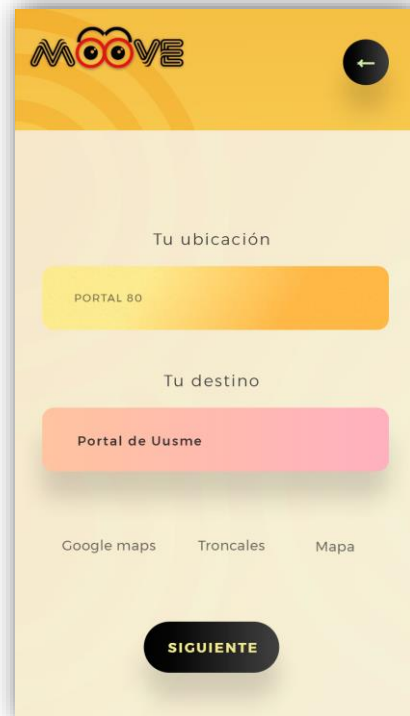 MOOVE
←
Tu ubicación
PORTAL 80
Tu destino
Portal de Uusme
Google maps Troncales Mapa
SIGUIENTE